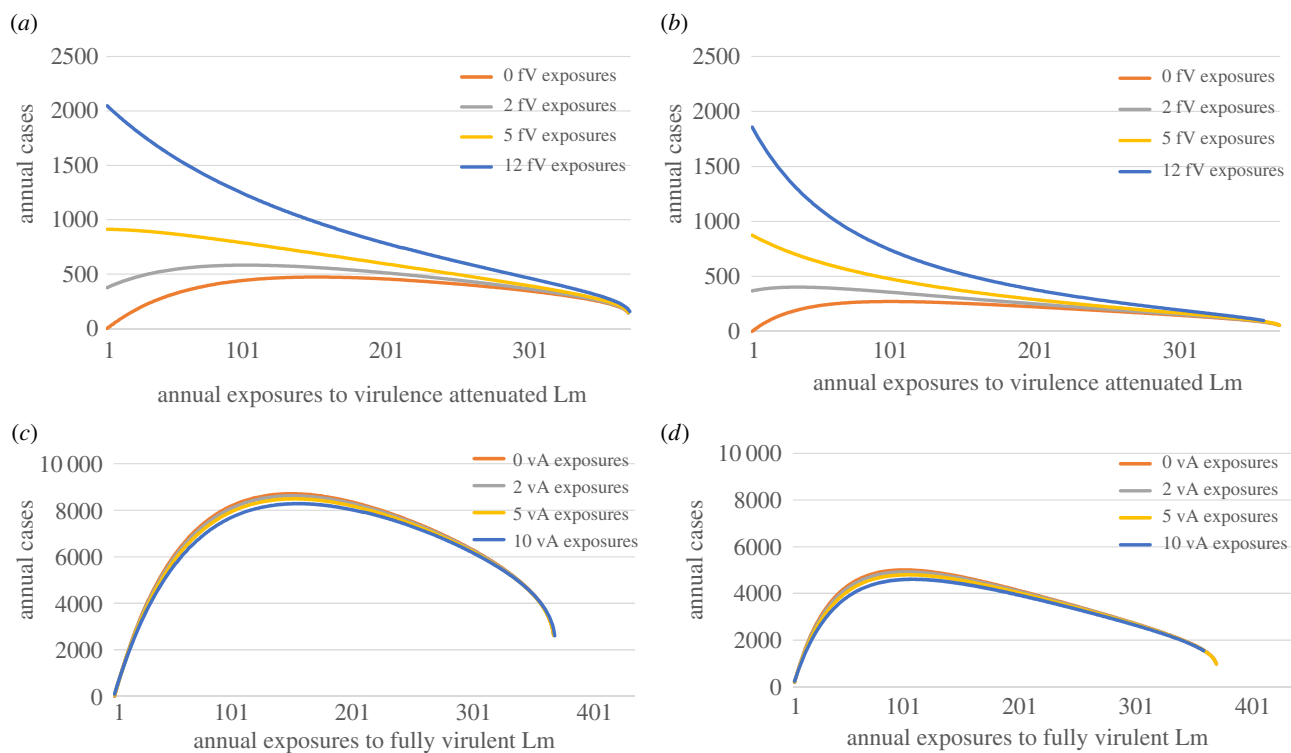 (a)
2500
2000
1500
1000
500
0
annual cases
0 fV exposures
2 fV exposures
5 fV exposures
12 fV exposures
1 101 201 301
annual exposures to virulence attenuated Lm
(b)
2500
2000
1500
1000
500
0
annual cases
0 fV exposures
2 fV exposures
5 fV exposures
12 fV exposures
1 101 201 301
annual exposures to virulence attenuated Lm
(c)
10 000
8000
6000
4000
2000
0
annual cases
0 vA exposures
2 vA exposures
5 vA exposures
10 vA exposures
1 101 201 301 401
annual exposures to fully virulent Lm
(d)
10 000
8000
6000
4000
2000
0
annual cases
0 vA exposures
2 vA exposures
5 vA exposures
10 vA exposures
1 101 201 301 401
annual exposures to fully virulent Lm